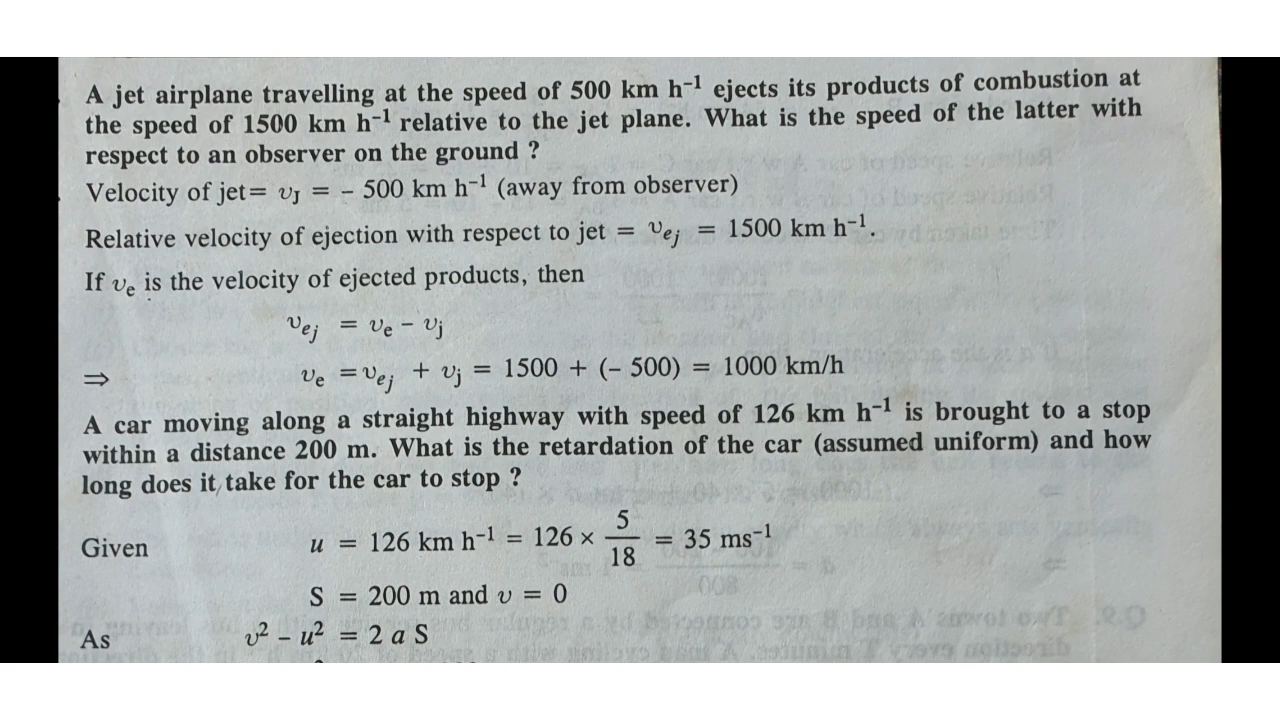 A jet airplane travelling at the speed of 500 km h⁻¹ ejects its products of combustion at
the speed of 1500 km h⁻¹ relative to the jet plane. What is the speed of the latter with
respect to an observer on the ground ?
Velocity of jet= υJ = – 500 km h⁻¹ (away from observer)
Relative velocity of ejection with respect to jet = υej = 1500 km h⁻¹.
If υe is the velocity of ejected products, then
υej = υe – υj
⇒ υe =υej + υj = 1500 + (– 500) = 1000 km/h
A car moving along a straight highway with speed of 126 km h⁻¹ is brought to a stop
within a distance 200 m. What is the retardation of the car (assumed uniform) and how
long does it take for the car to stop ?
Given u = 126 km h⁻¹ = 126 × 5/18 = 35 ms⁻¹
S = 200 m and υ = 0
As υ² – u² = 2 a S